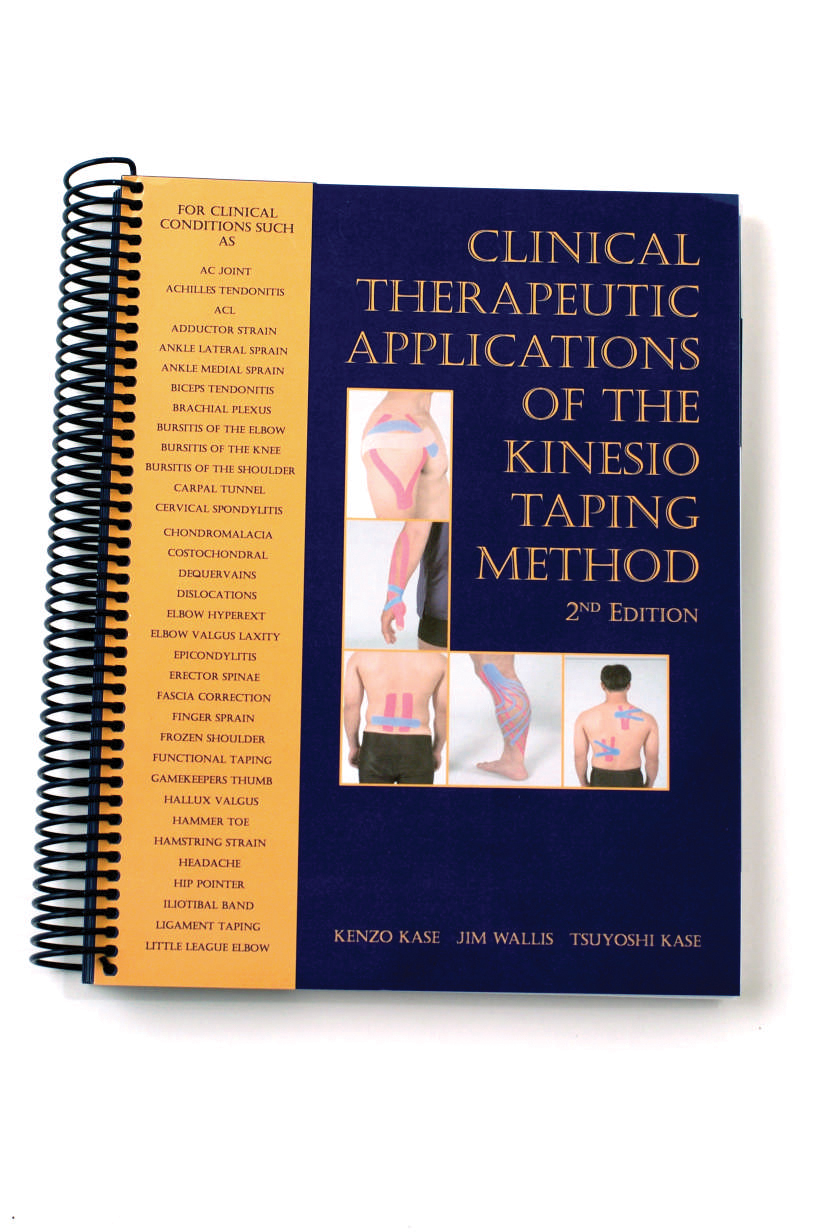 FOR CLINICAL
CONDITIONS SUCH
AS
AC JOINT
ACHILLES TENDONITIS
ACL
ADDUCTOR STRAIN
ANKLE LATERAL SPRAIN
ANKLE MEDIAL SPRAIN
BICEPS TENDONITIS
BRACHIAL PLEXUS
BURSITIS OF THE ELBOW
BURSITIS OF THE KNEE
BURSITIS OF THE SHOULDER
CARPAL TUNNEL
CERVICAL SPONDYLITIS
CHONDROMALACIA
COSTOCHONDRAL
DEQUERVAINS
DISLOCATIONS
ELBOW HYPEREXT
ELBOW VALGUS LAXITY
EPICONDYLITIS
ERECTOR SPINAE
FASCIA CORRECTION
FINGER SPRAIN
FROZEN SHOULDER
FUNCTIONAL TAPING
GAMEKEEPERS THUMB
HALLUX VALGUS
HAMMER TOE
HAMSTRING STRAIN
HEADACHE
HIP POINTER
ILIOTIBAL BAND
LIGAMENT TAPING
LITTLE LEAGUE ELBOW
CLINICAL
THERAPEUTIC
APPLICATIONS
OF THE
KINESIO
TAPING
METHOD
2ND EDITION
KENZO KASE JIM WALLIS TSUYOSHI KASE